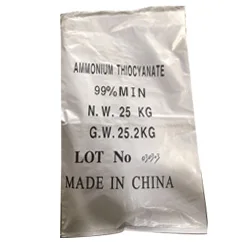 AMMONIUM THIOCYANATE
99% MIN
N.W. 25 KG
G.W. 25.2KG
LOT No
MADE IN CHINA